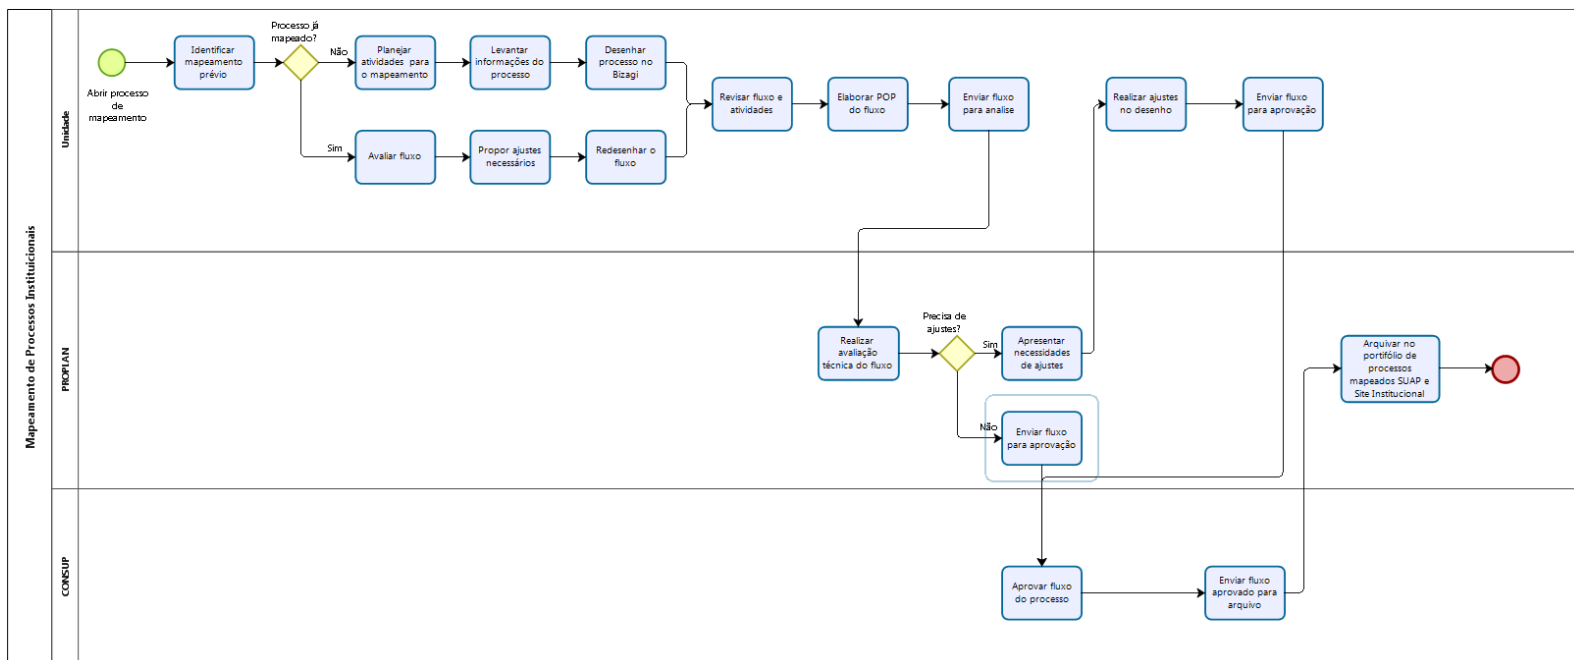 Mapeamento de Processos Instituicionais
Unidade
Abrir processo
de
mapeamento
Identificar
mapeamento
prévio
Processo já
mapeado?
Não
Planejar
atividades para
o mapeamento
Levantar
informações do
processo
Desenhar
processo no
Bizagi
Sim
Avaliar fluxo
Propor ajustes
necessários
Redesenhar o
fluxo
Revisar fluxo e
atividades
Elaborar POP
do fluxo
Enviar fluxo
para analise
Realizar ajustes
no desenho
Enviar fluxo
para aprovação
PROPLAN
Realizar
avaliação
técnica do fluxo
Precisa de
ajustes?
Sim
Apresentar
necessidades
de ajustes
Não
Enviar fluxo
para aprovação
Arquivar no
portifólio de
processos
mapeados SUAP e
Site Institucional
CONSUP
Aprovar fluxo
do processo
Enviar fluxo
aprovado para
arquivo